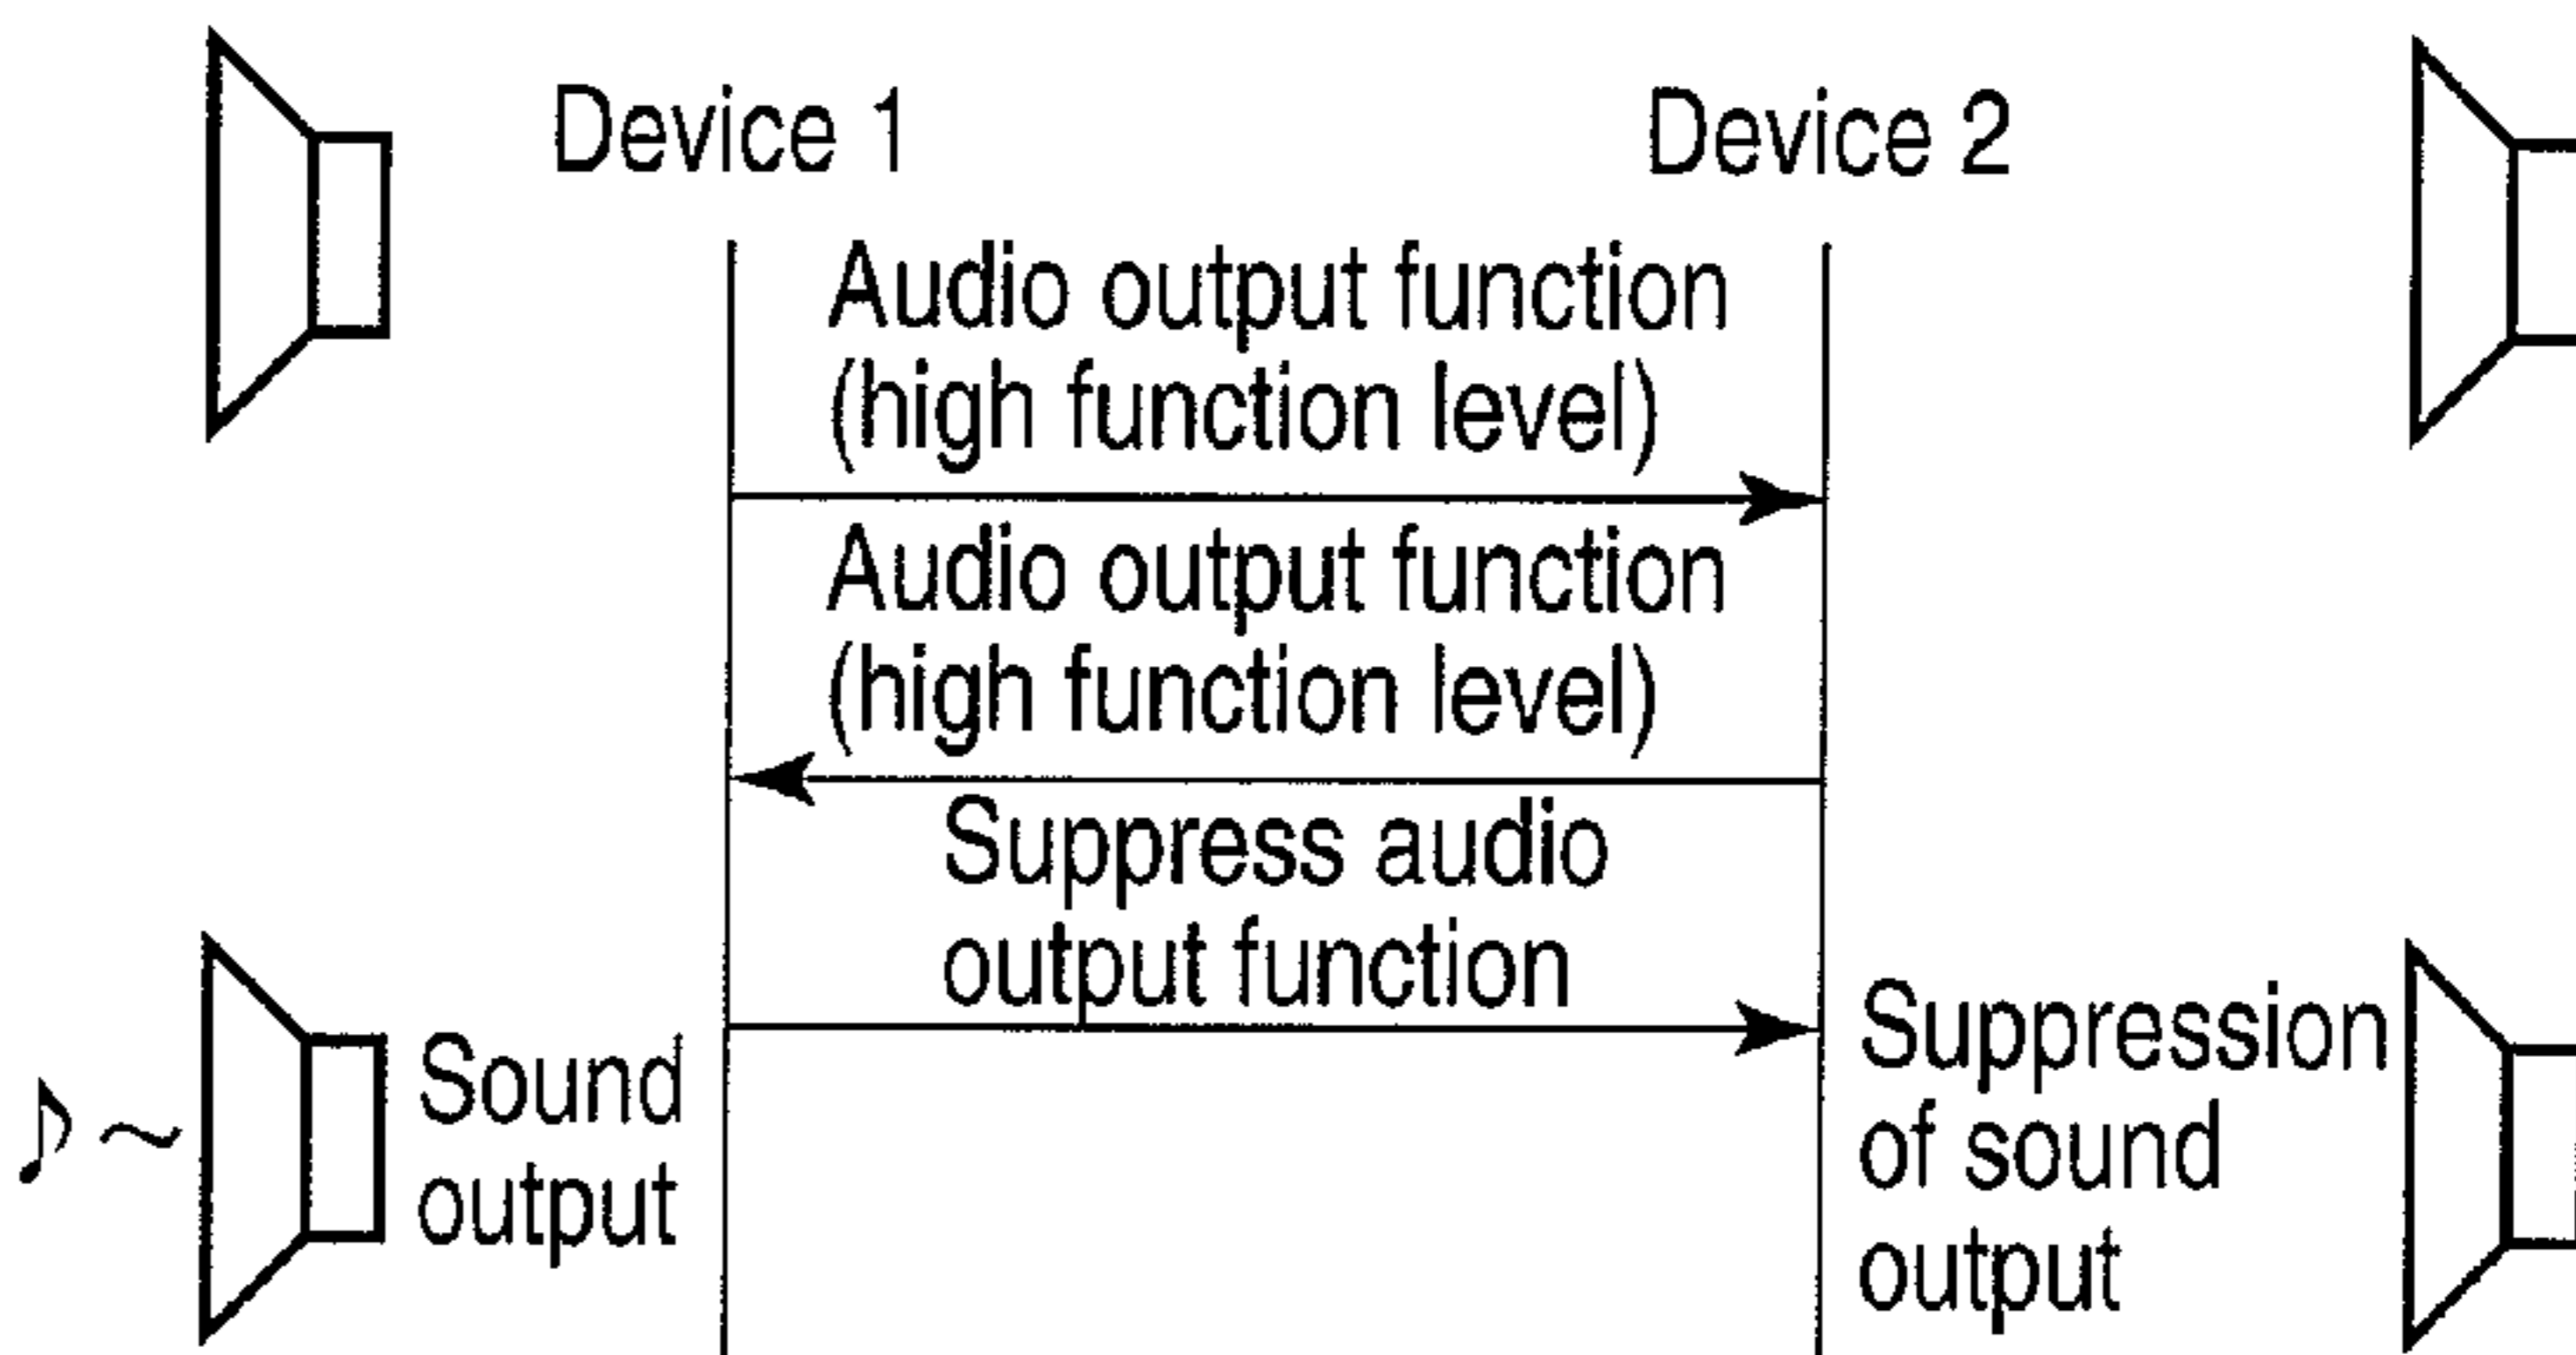 Device 1
Device 2
Audio output function
(high function level)
Audio output function
(high function level)
Suppress audio
output function
Sound
output
Suppression
of sound
output